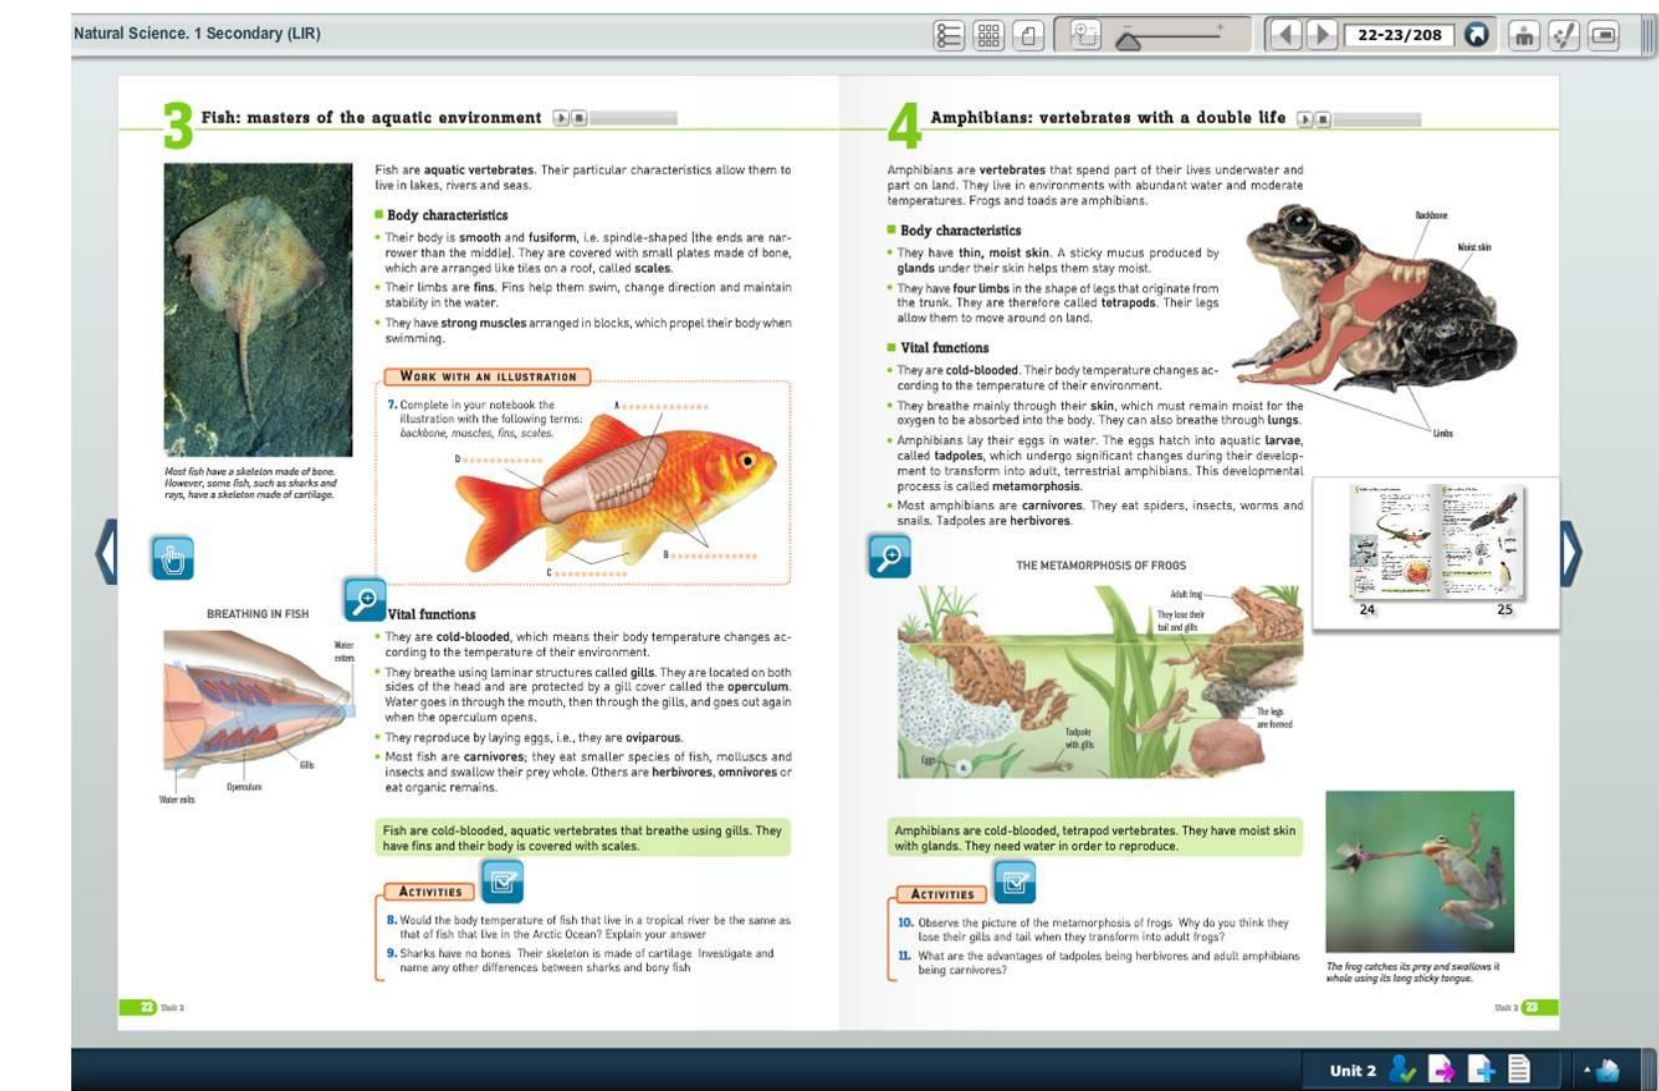 Natural Science. 1 Secondary (LIR)
22-23/208
3
Fish: masters of the aquatic environment
Fish are aquatic vertebrates. Their particular characteristics allow them to
live in lakes, rivers and seas.
Body characteristics
• Their body is smooth and fusiform, i.e. spindle-shaped (the ends are nar-
rower than the middle). They are covered with small plates made of bone,
which are arranged like tiles on a roof, called scales.
• Their limbs are fins. Fins help them swim, change direction and maintain
stability in the water.
• They have strong muscles arranged in blocks, which propel their body when
swimming.
Most fish have a skeleton made of bone.
However, some fish, such as sharks and
rays, have a skeleton made of cartilage.
WORK WITH AN ILLUSTRATION
7. Complete in your notebook the
illustration with the following terms:
backbone, muscles, fins, scales.
A
D
B
C
BREATHING IN FISH
Water
enters
Gills
Operculum
Water exits
Vital functions
• They are cold-blooded, which means their body temperature changes ac-
cording to the temperature of their environment.
• They breathe using laminar structures called gills. They are located on both
sides of the head and are protected by a gill cover called the operculum.
Water goes in through the mouth, then through the gills, and goes out again
when the operculum opens.
• They reproduce by laying eggs, i.e., they are oviparous.
• Most fish are carnivores; they eat smaller species of fish, molluscs and
insects and swallow their prey whole. Others are herbivores, omnivores or
eat organic remains.
Fish are cold-blooded, aquatic vertebrates that breathe using gills. They
have fins and their body is covered with scales.
ACTIVITIES
8. Would the body temperature of fish that live in a tropical river be the same as
that of fish that live in the Arctic Ocean? Explain your answer
9. Sharks have no bones Their skeleton is made of cartilage Investigate and
name any other differences between sharks and bony fish
22 Unit 2
4
Amphibians: vertebrates with a double life
Amphibians are vertebrates that spend part of their lives underwater and
part on land. They live in environments with abundant water and moderate
temperatures. Frogs and toads are amphibians.
Body characteristics
• They have thin, moist skin. A sticky mucus produced by
glands under their skin helps them stay moist.
• They have four limbs in the shape of legs that originate from
the trunk. They are therefore called tetrapods. Their legs
allow them to move around on land.
Backbone
Moist skin
Limbs
Vital functions
• They are cold-blooded. Their body temperature changes ac-
cording to the temperature of their environment.
• They breathe mainly through their skin, which must remain moist for the
oxygen to be absorbed into the body. They can also breathe through lungs.
• Amphibians lay their eggs in water. The eggs hatch into aquatic larvae,
called tadpoles, which undergo significant changes during their develop-
ment to transform into adult, terrestrial amphibians. This developmental
process is called metamorphosis.
• Most amphibians are carnivores. They eat spiders, insects, worms and
snails. Tadpoles are herbivores.
24
25
THE METAMORPHOSIS OF FROGS
Adult frog
They lose their
tail and gills
The legs
are formed
Tadpole
with gills
Eggs
Amphibians are cold-blooded, tetrapod vertebrates. They have moist skin
with glands. They need water in order to reproduce.
ACTIVITIES
10. Observe the picture of the metamorphosis of frogs Why do you think they
lose their gills and tail when they transform into adult frogs?
11. What are the advantages of tadpoles being herbivores and adult amphibians
being carnivores?
The frog catches its prey and swallows it
whole using its long sticky tongue.
Unit 2 23
Unit 2